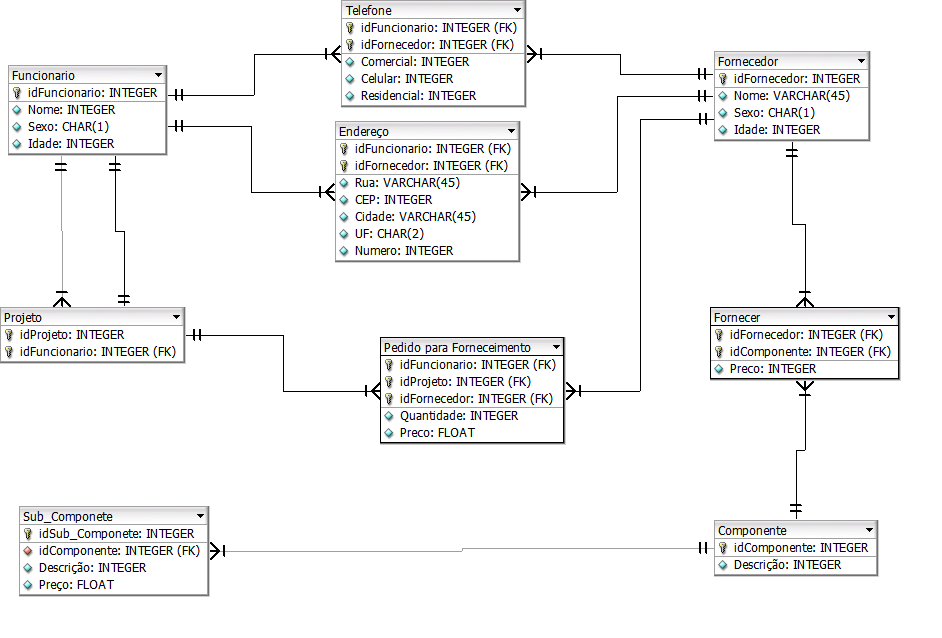 Telefone
idFuncionario: INTEGER (FK)
idFornecedor: INTEGER (FK)
Comercial: INTEGER
Celular: INTEGER
Residencial: INTEGER
Funcionario
idFuncionario: INTEGER
Nome: INTEGER
Sexo: CHAR(1)
Idade: INTEGER
Fornecedor
idFornecedor: INTEGER
Nome: VARCHAR(45)
Sexo: CHAR(1)
Idade: INTEGER
Endereço
idFuncionario: INTEGER (FK)
idFornecedor: INTEGER (FK)
Rua: VARCHAR(45)
CEP: INTEGER
Cidade: VARCHAR(45)
UF: CHAR(2)
Numero: INTEGER
Projeto
idProjeto: INTEGER
idFuncionario: INTEGER (FK)
Pedido para Forneceimento
idFuncionario: INTEGER (FK)
idProjeto: INTEGER (FK)
idFornecedor: INTEGER (FK)
Quantidade: INTEGER
Preco: FLOAT
Fornecer
idFornecedor: INTEGER (FK)
idComponente: INTEGER (FK)
Preco: INTEGER
Sub_Componete
idSub_Componete: INTEGER
idComponente: INTEGER (FK)
Descrição: INTEGER
Preço: FLOAT
Componente
idComponente: INTEGER
Descrição: INTEGER